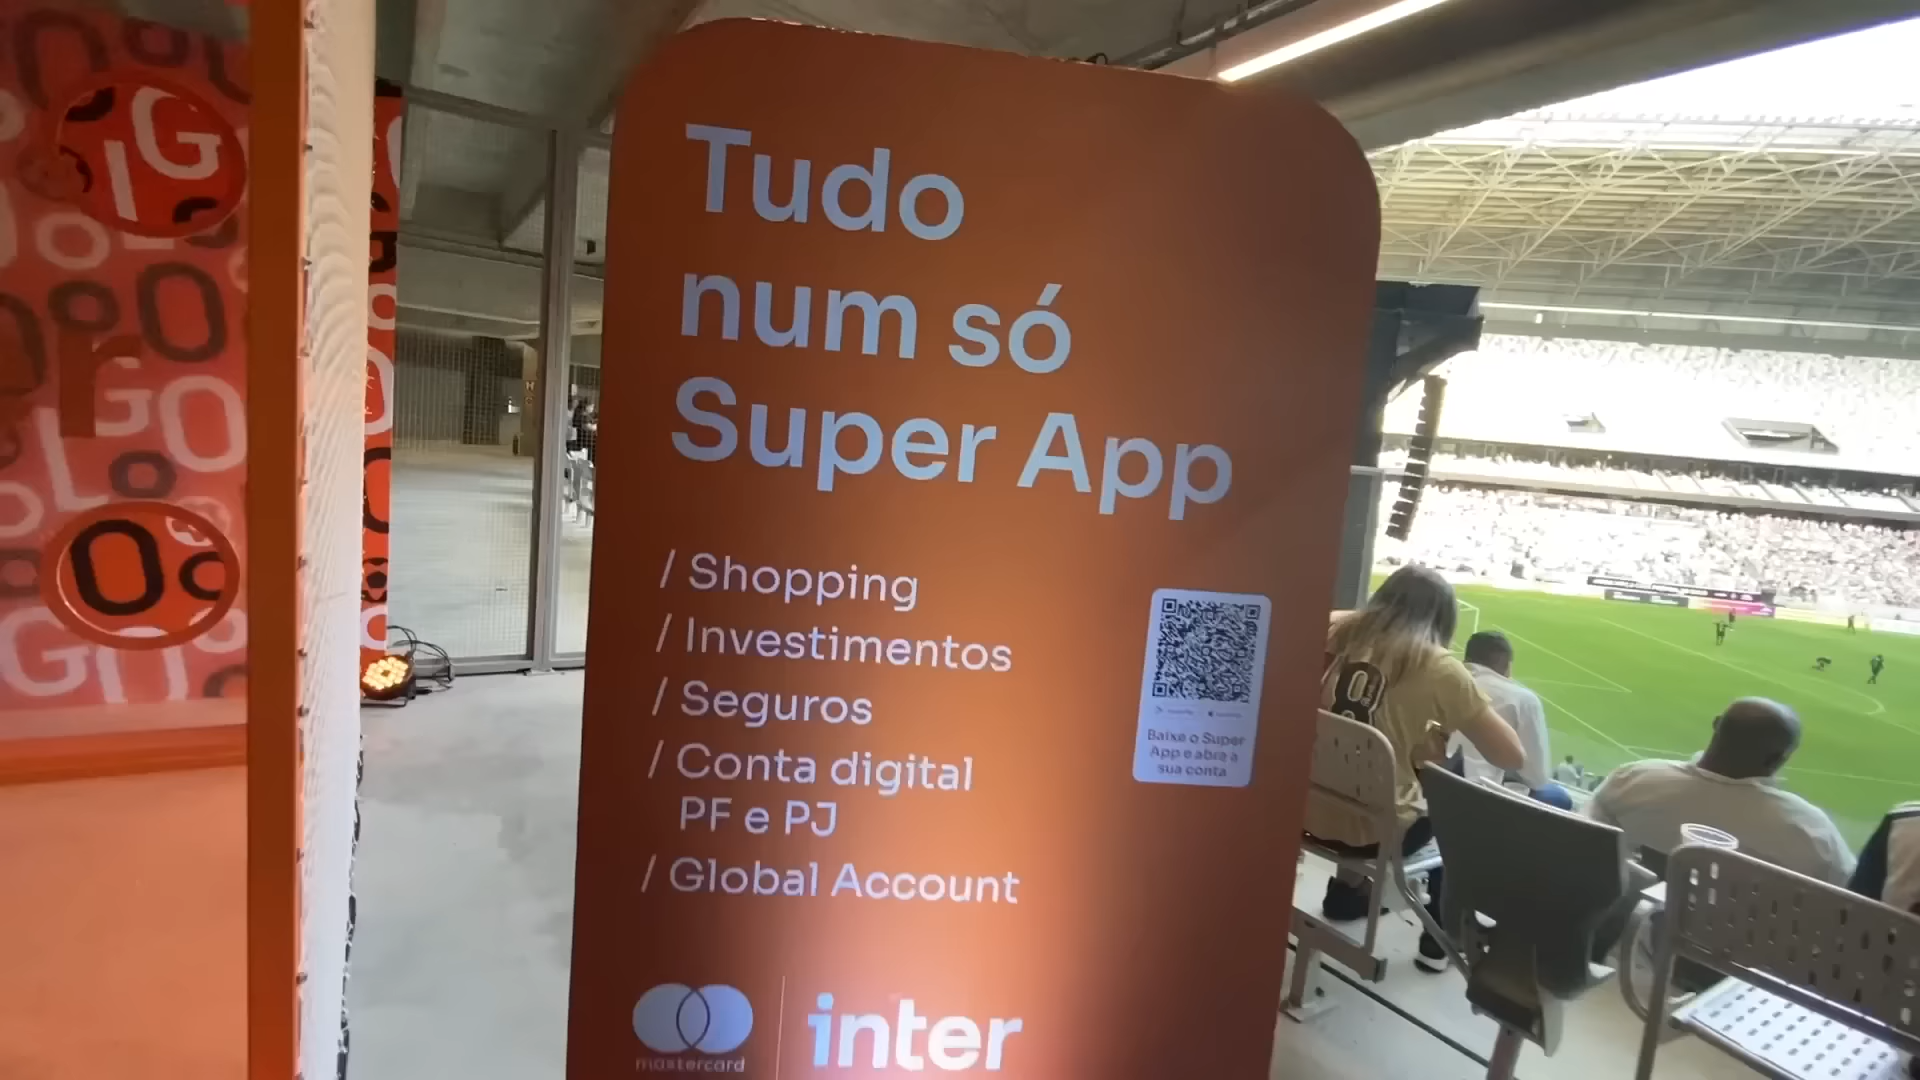 Tudo
num só
Super App
/ Shopping
/ Investimentos
/ Seguros
/ Conta digital
PF e PJ
/ Global Account
Baixe o Super
App e abra a
sua conta
mastercard
inter